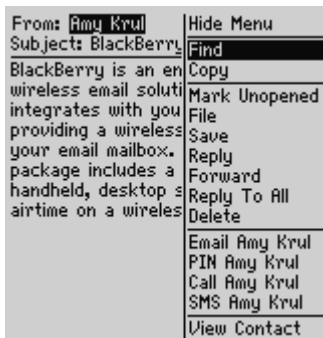 From: Amy Krul
Subject: BlackBerry
BlackBerry is an en
wireless email soluti
integrates with you
providing a wireless
your email mailbox.
package includes a
handheld, desktop s
airtime on a wireles
Hide Menu
Find
Copy
Mark Unopened
File
Save
Reply
Forward
Reply To All
Delete
Email Amy Krul
PIN Amy Krul
Call Amy Krul
SMS Amy Krul
View Contact